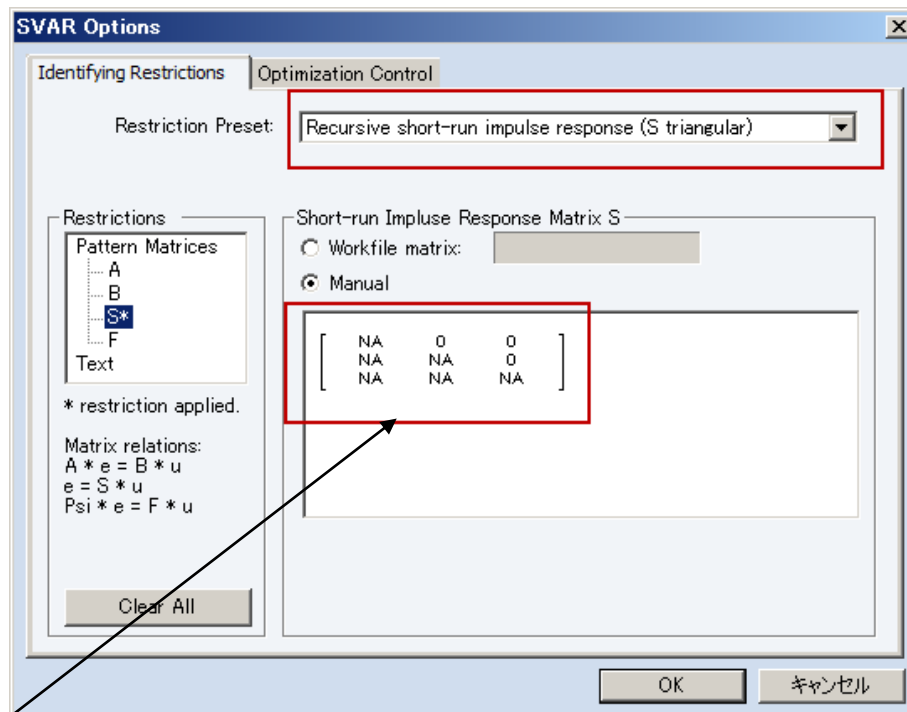 SVAR Options
Identifying Restrictions
Optimization Control
Restriction Preset:
Recursive short-run impulse response (S triangular)
Restrictions
Pattern Matrices
A
B
S*
F
Text
* restriction applied.
Matrix relations:
A * e = B * u
e = S * u
Psi * e = F * u
Clear All
Short-run Impluse Response Matrix S
Workfile matrix:
Manual
NA 0 0
NA NA 0
NA NA NA
OK
キャンセル